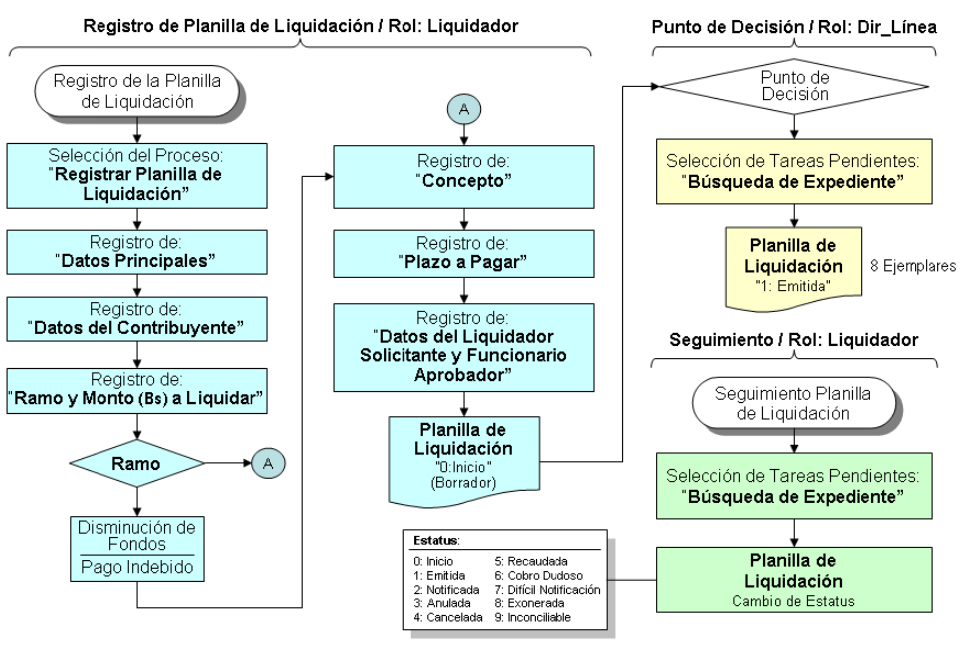 Registro de Planilla de Liquidación / Rol: Liquidador
Registro de la Planilla
de Liquidación
Selección del Proceso:
"Registrar Planilla de
Liquidación”
Registro de:
"Datos Principales”
Registro de:
"Datos del Contribuyente”
Registro de:
"Ramo y Monto (Bs) a Liquidar”
Ramo
A
Disminución de
Fondos
Pago Indebido
A
Registro de:
"Concepto”
Registro de:
"Plazo a Pagar”
Registro de:
"Datos del Liquidador
Solicitante y Funcionario
Aprobador”
Planilla de
Liquidación
"0:Inicio"
(Borrador)
Punto de Decisión / Rol: Dir_Línea
Punto de
Decisión
Selección de Tareas Pendientes:
"Búsqueda de Expediente”
Planilla de
Liquidación
"1: Emitida"
8 Ejemplares
Seguimiento / Rol: Liquidador
Seguimiento Planilla
de Liquidación
Selección de Tareas Pendientes:
"Búsqueda de Expediente”
Planilla de
Liquidación
Cambio de Estatus
Estatus:
0: Inicio
1: Emitida
2: Notificada
3: Anulada
4: Cancelada
5: Recaudada
6: Cobro Dudoso
7: Difícil Notificación
8: Exonerada
9: Inconciliable